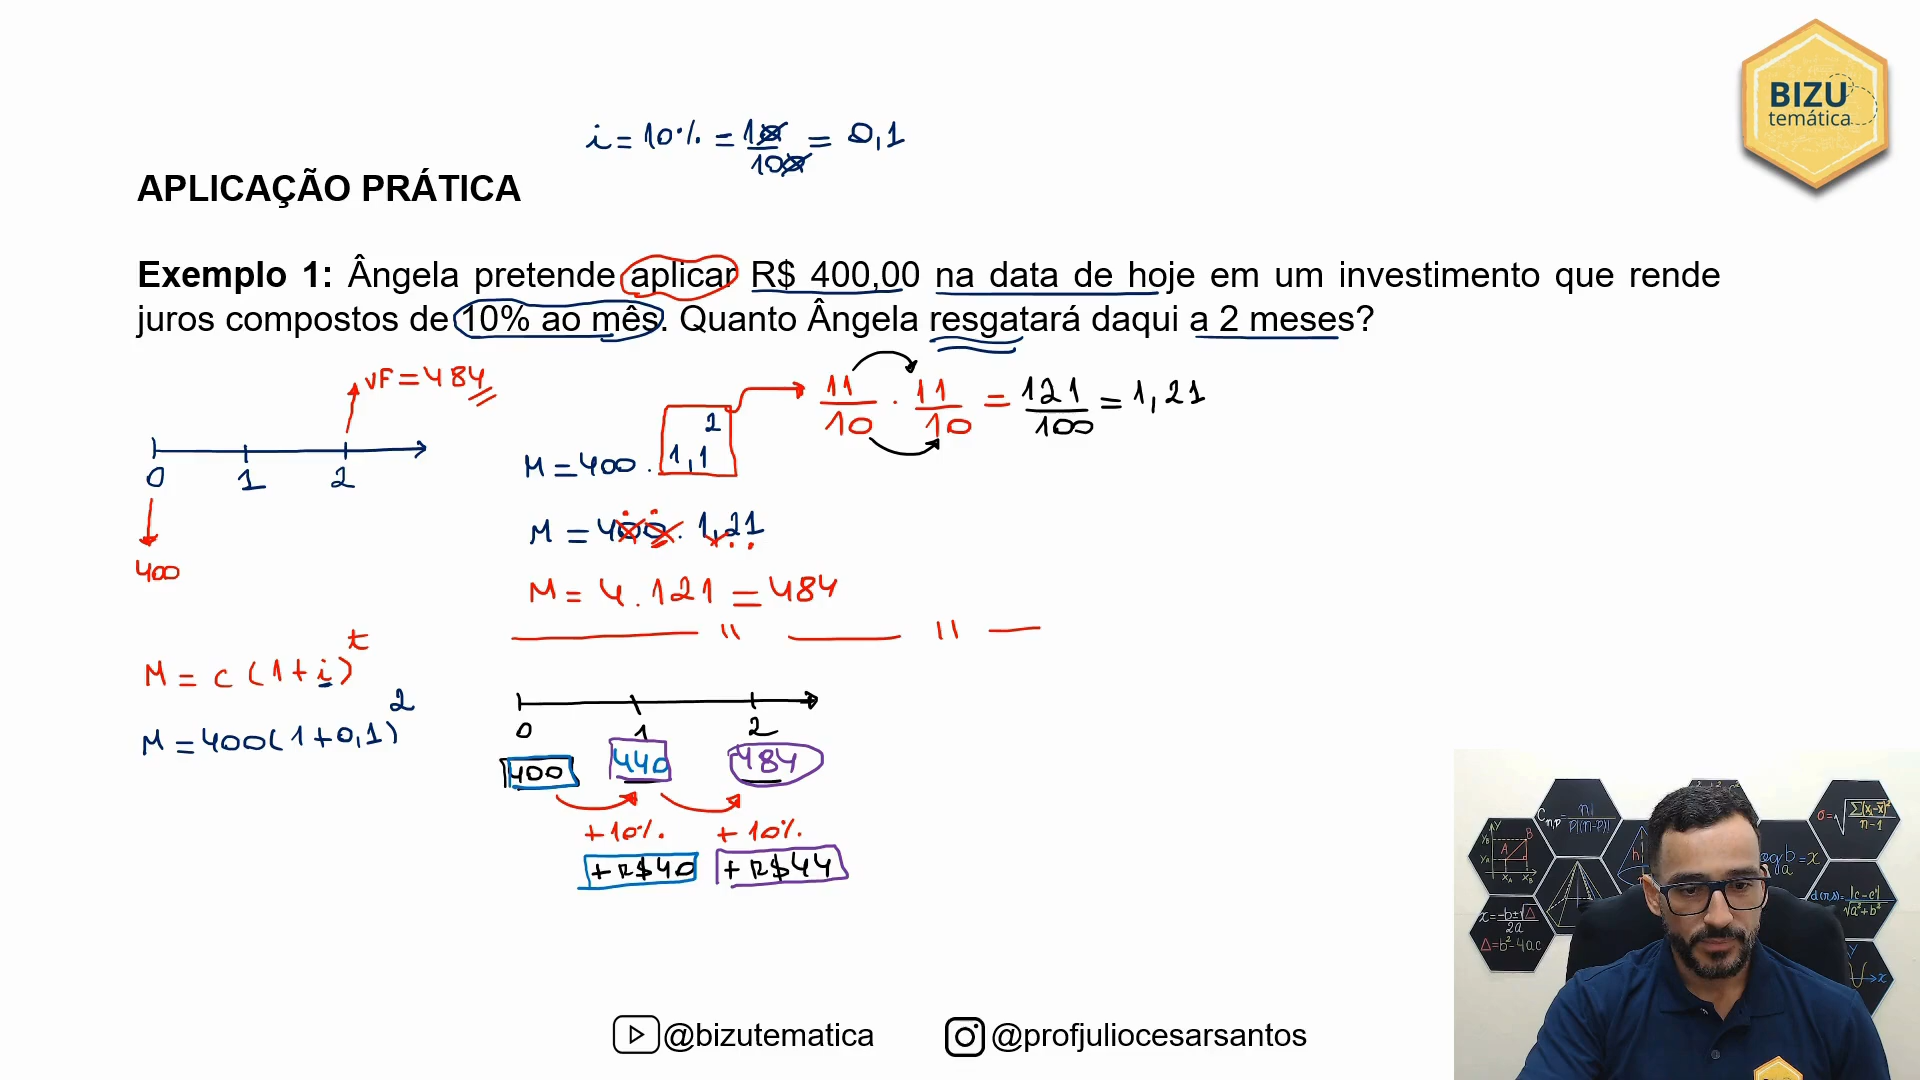 BIZU
temática
i = 10% = 10/100 = 0,1
APLICAÇÃO PRÁTICA
Exemplo 1: Ângela pretende aplicar R$ 400,00 na data de hoje em um investimento que rende
juros compostos de 10% ao mês. Quanto Ângela resgatará daqui a 2 meses?
VF = 484
0 1 2
400
M = 400 . 1,1²
11/10 . 11/10 = 121/100 = 1,21
M = 400 . 1,21
M = 4 . 121 = 484
M = C (1 + i)^t
M = 400(1 + 0,1)²
0 1 2
400 440 484
+10% +10%
+R$40 +R$44
@bizutematica @profjuliocesarsantos